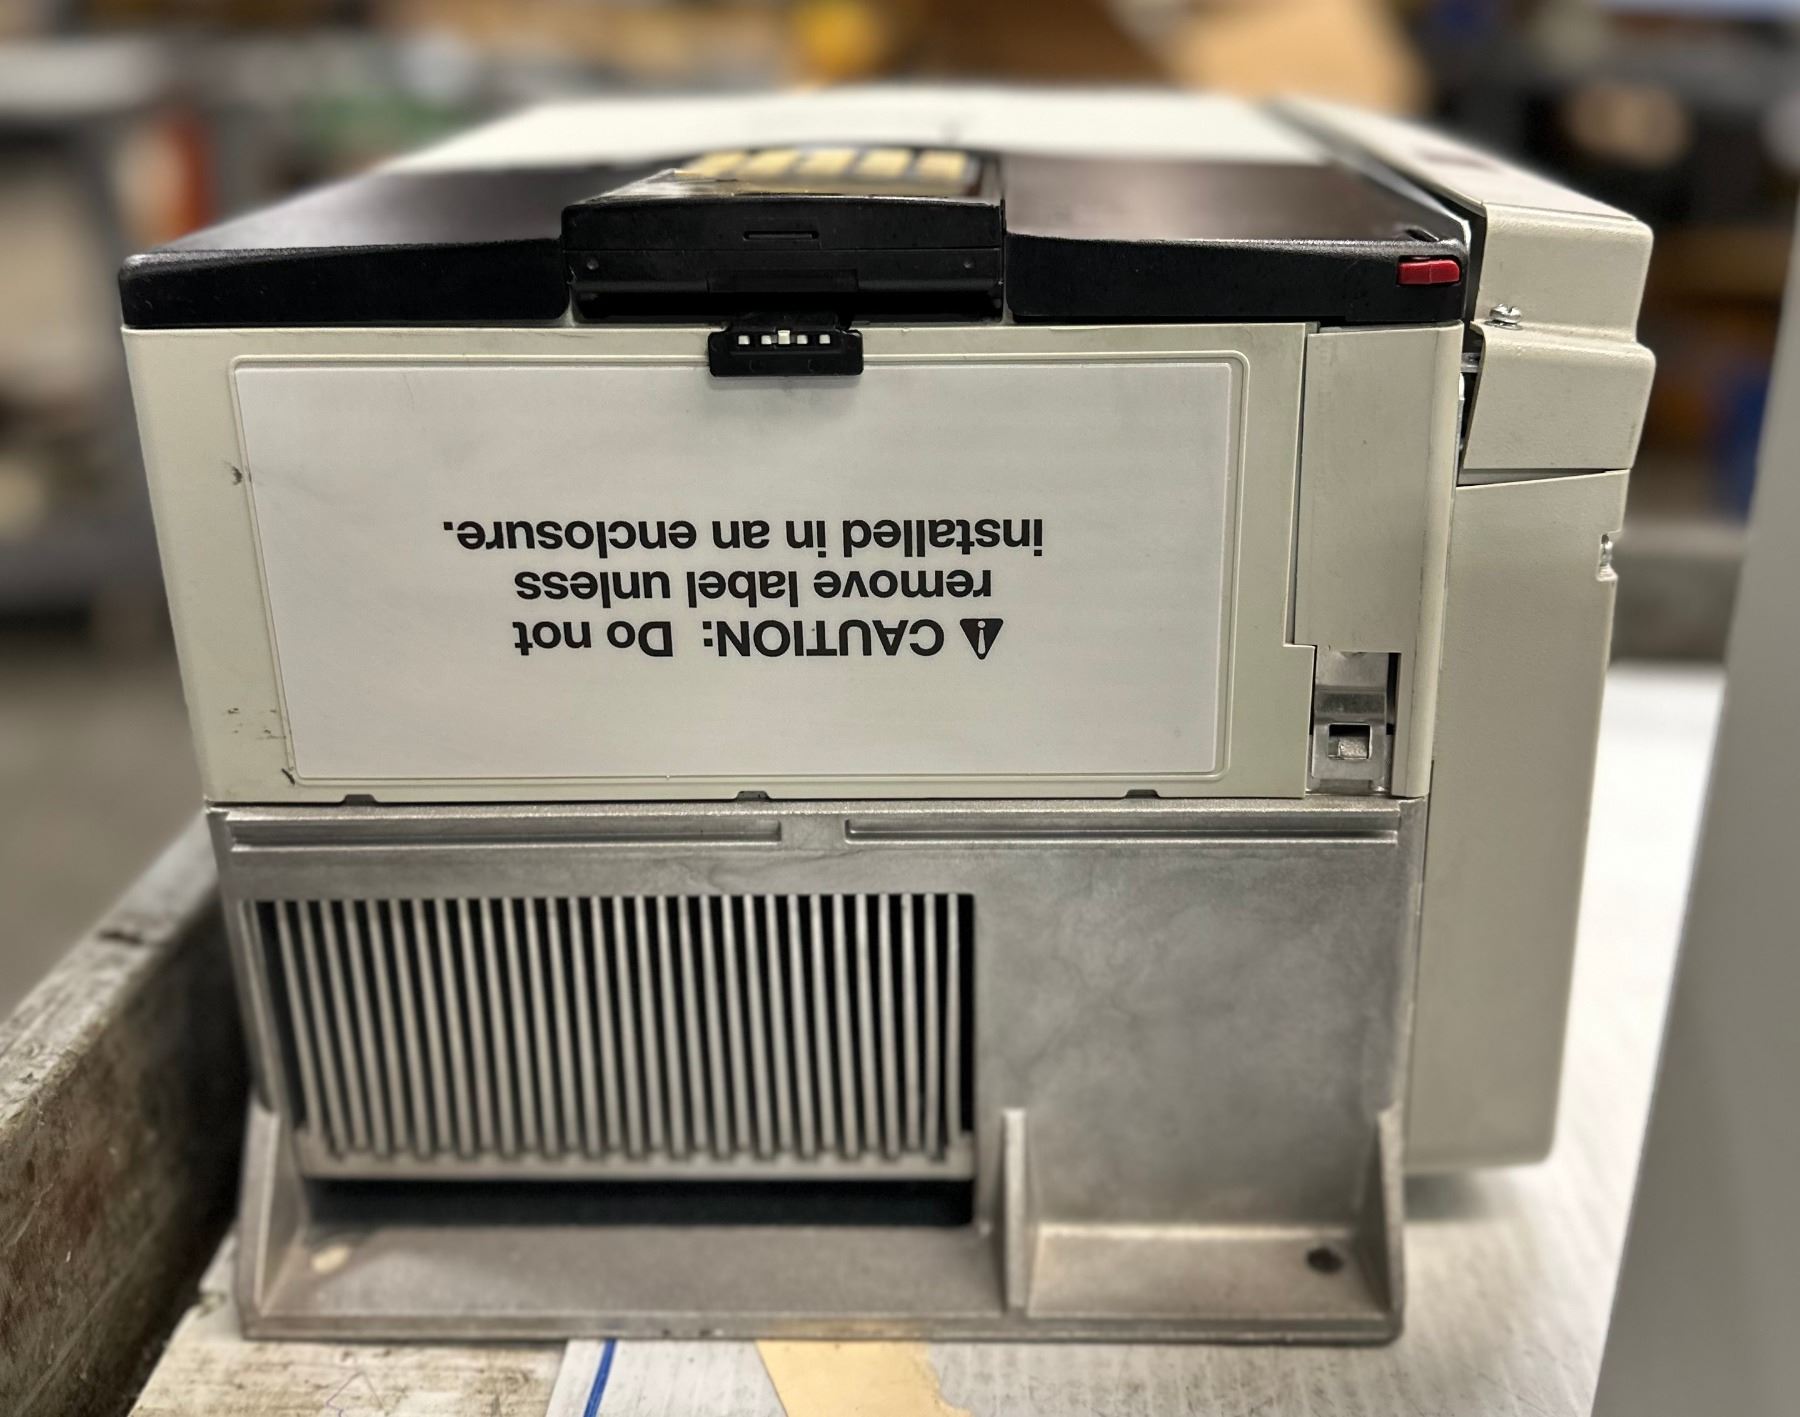 ⚠ CAUTION:  Do not
remove label unless
installed in an enclosure.